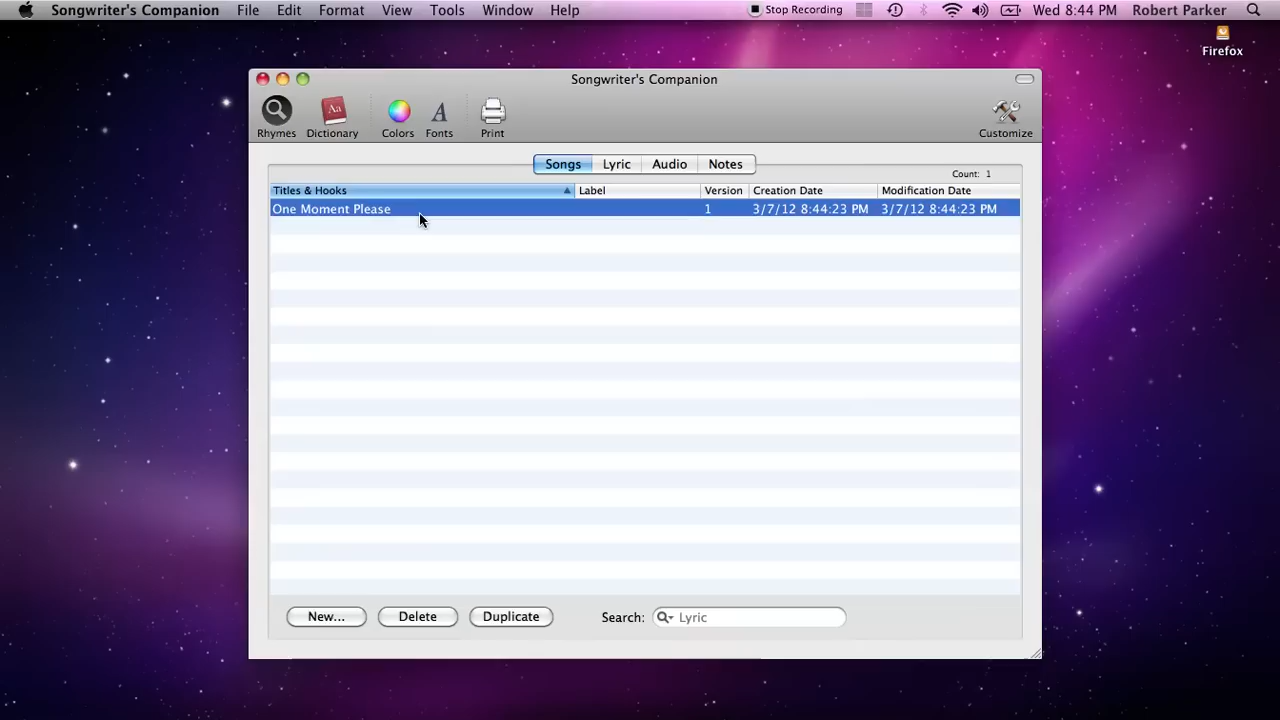 Songwriter's Companion File Edit Format View Tools Window Help Stop Recording Wed 8:44 PM Robert Parker
Firefox
Songwriter's Companion
Rhymes Dictionary Colors Fonts Print Customize
Songs Lyric Audio Notes
Count: 1
Titles & Hooks Label Version Creation Date Modification Date
One Moment Please 1 3/7/12 8:44:23 PM 3/7/12 8:44:23 PM
New... Delete Duplicate Search: Lyric